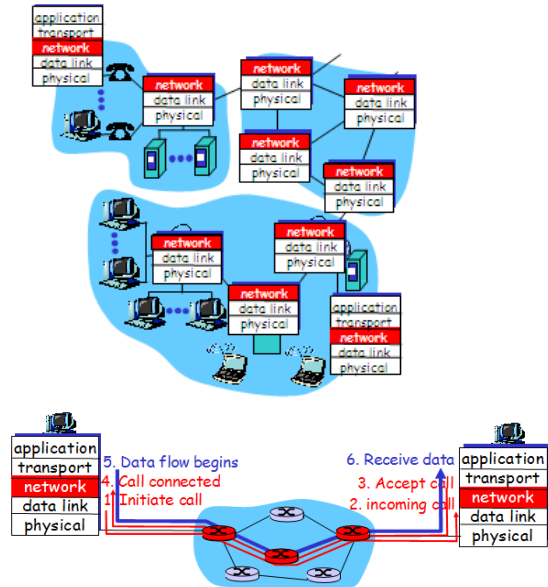 application
transport
network
data link
physical
network
data link
physical
network
data link
physical
network
data link
physical
network
data link
physical
network
data link
physical
network
data link
physical
network
data link
physical
network
data link
physical
application
transport
network
data link
physical
application
transport
network
data link
physical
5. Data flow begins
4. Call connected
1. Initiate call
6. Receive data
3. Accept call
2. incoming call
application
transport
network
data link
physical